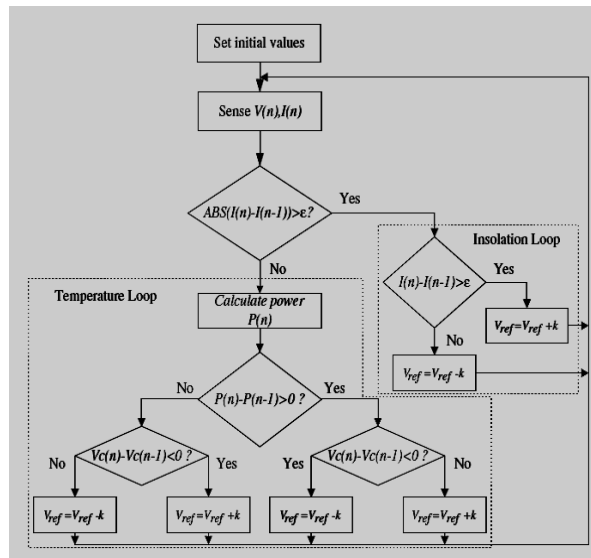 Set initial values
Sense V(n),I(n)
ABS(I(n)-I(n-1))>ε?
Yes
No
Insolation Loop
I(n)-I(n-1)>ε
Yes
Vref=Vref +k
No
Vref=Vref -k
Temperature Loop
Calculate power
P(n)
P(n)-P(n-1)>0 ?
No
Yes
Vc(n)-Vc(n-1)<0 ?
Vc(n)-Vc(n-1)<0 ?
No
Yes
Yes
No
Vref=Vref -k
Vref=Vref +k
Vref=Vref -k
Vref=Vref +k